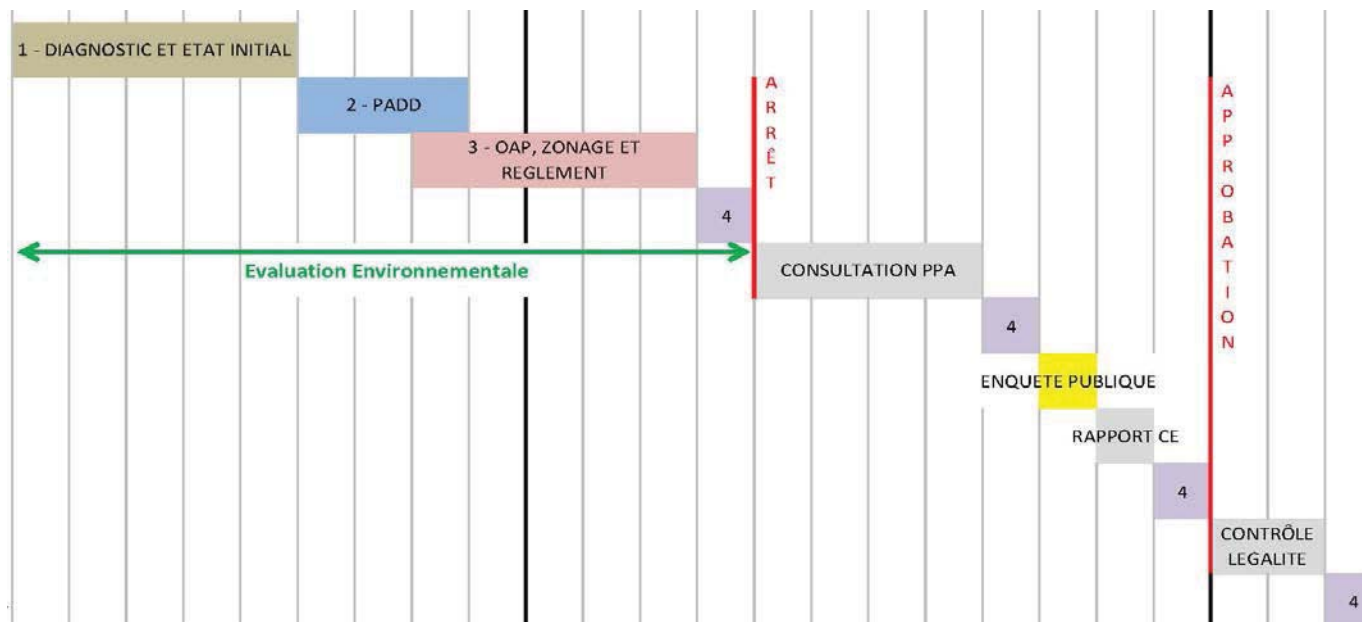 1 - DIAGNOSTIC ET ETAT INITIAL
2 - PADD
3 - OAP, ZONAGE ET
REGLEMENT
4
ARRÊT
Evaluation Environnementale
CONSULTATION PPA
4
ENQUETE PUBLIQUE
RAPPORT CE
4
APPROBATION
CONTRÔLE
LEGALITE
4